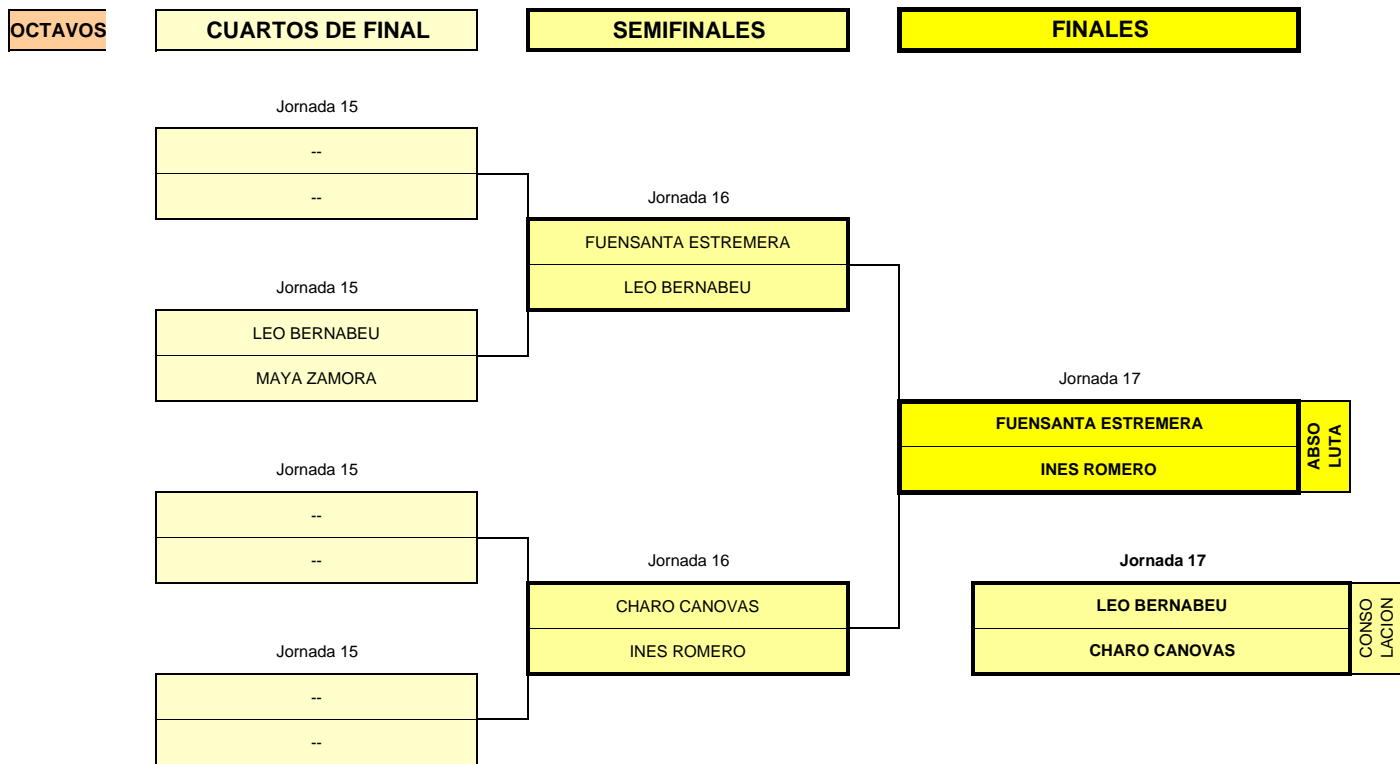 OCTAVOS
CUARTOS DE FINAL
SEMIFINALES
FINALES
Jornada 15
--
--
Jornada 16
FUENSANTA ESTREMERA
LEO BERNABEU
Jornada 15
LEO BERNABEU
MAYA ZAMORA
Jornada 17
FUENSANTA ESTREMERA
INES ROMERO
ABSO
LUTA
Jornada 15
--
--
Jornada 16
CHARO CANOVAS
INES ROMERO
Jornada 17
LEO BERNABEU
CHARO CANOVAS
CONSO
LACION
Jornada 15
--
--